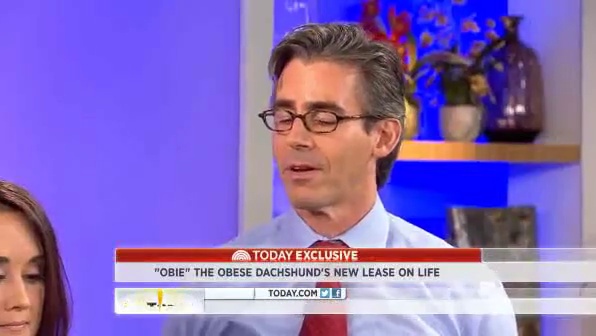 TODAY EXCLUSIVE
"OBIE" THE OBESE DACHSHUND'S NEW LEASE ON LIFE
TODAY.COM